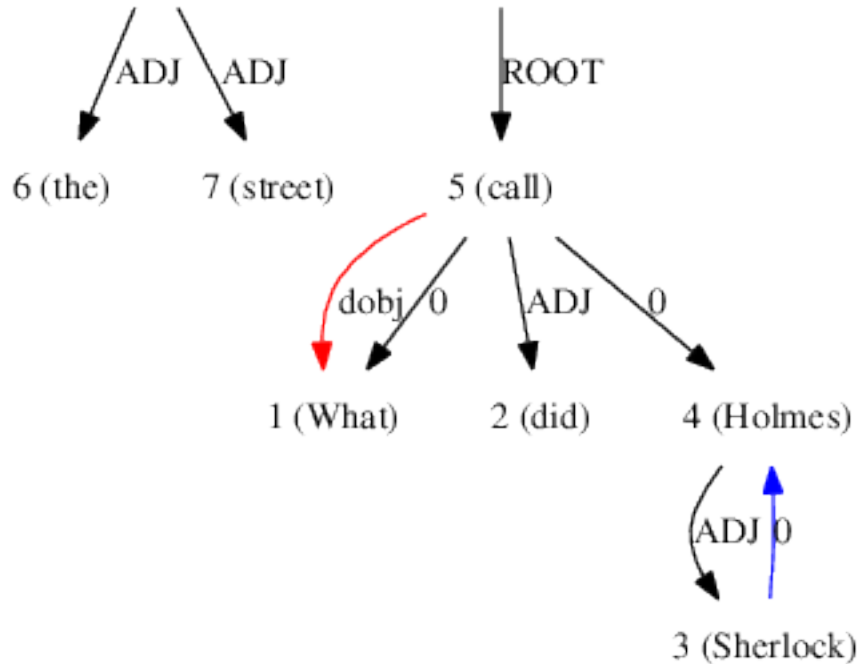 ADJ ADJ ROOT
6 (the) 7 (street) 5 (call)
dobj 0 ADJ 0
1 (What) 2 (did) 4 (Holmes)
ADJ 0
3 (Sherlock)